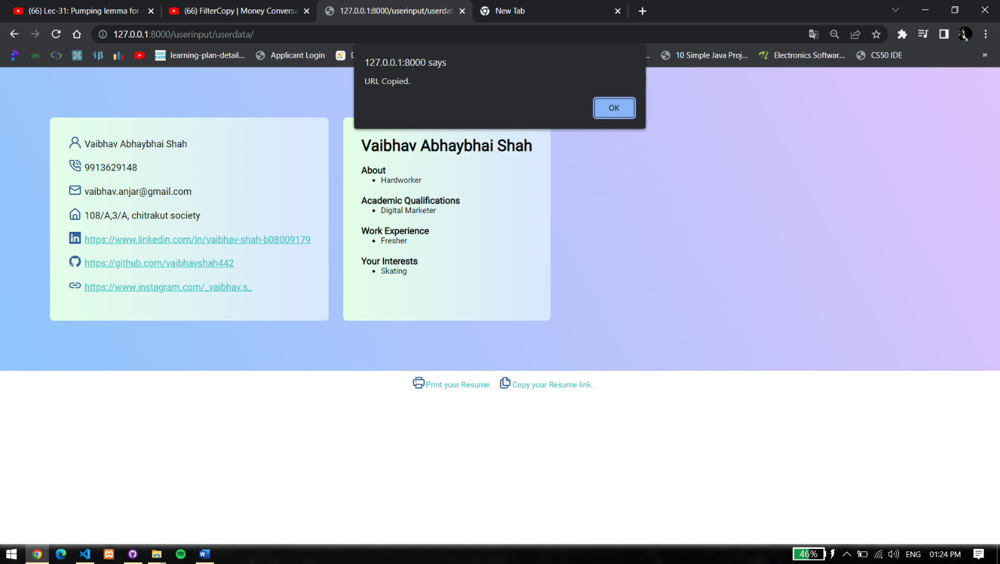 (66) Lec-31: Pumping lemma for
(66) FilterCopy | Money Conversa
127.0.0.1:8000/userinput/userdat
New Tab
127.0.0.1:8000/userinput/userdata/
learning-plan-detail...
Applicant Login
10 Simple Java Proj...
Electronics Softwar...
CS50 IDE
»
127.0.0.1:8000 says
URL Copied.
OK
Vaibhav Abhaybhai Shah
9913629148
vaibhav.anjar@gmail.com
108/A,3/A, chitrakut society
https://www.linkedin.com/in/vaibhav-shah-b08009179
https://github.com/vaibhavshah442
https://www.instagram.com/_vaibhav.s_
Vaibhav Abhaybhai Shah
About
• Hardworker
Academic Qualifications
• Digital Marketer
Work Experience
• Fresher
Your Interests
• Skating
Print your Resume.
Copy your Resume link.
46%
ENG
01:24 PM